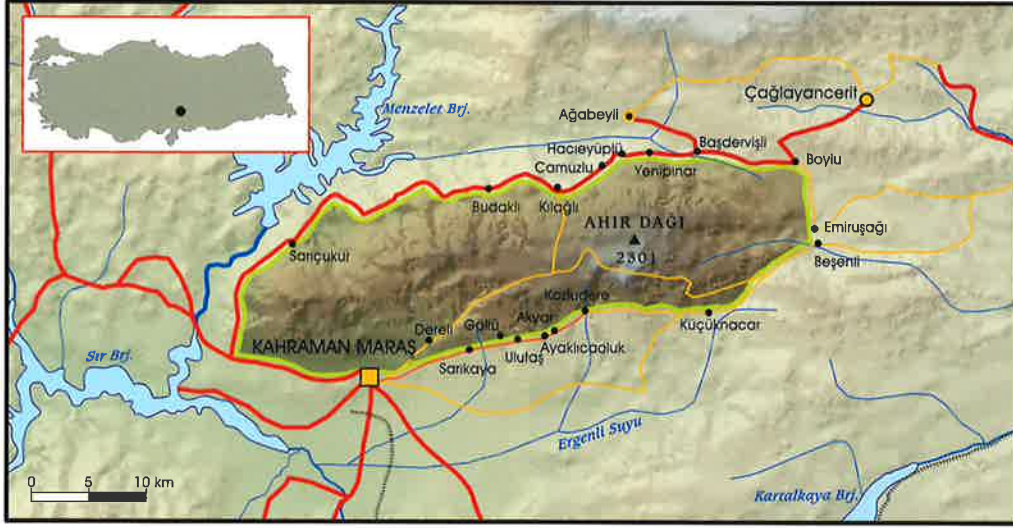 Menzelet Brj.
Çağlayancerit
Ağabeyli
Hacıeyüplü
Başdervişli
Camuzlu
Yenipınar
Boylu
Budaklı
Kılağlı
AHIR DAĞI
2301
Emiruşağı
Beşenli
Sarıçukur
Kozludere
Küçüknacar
Akyar
Göllü
Dereli
KAHRAMAN MARAŞ
Ayaklıcaoluk
Ulutaş
Sarıkaya
Sır Brj.
Ergenli Suyu
Kartalkaya Brj.
0 5 10 km